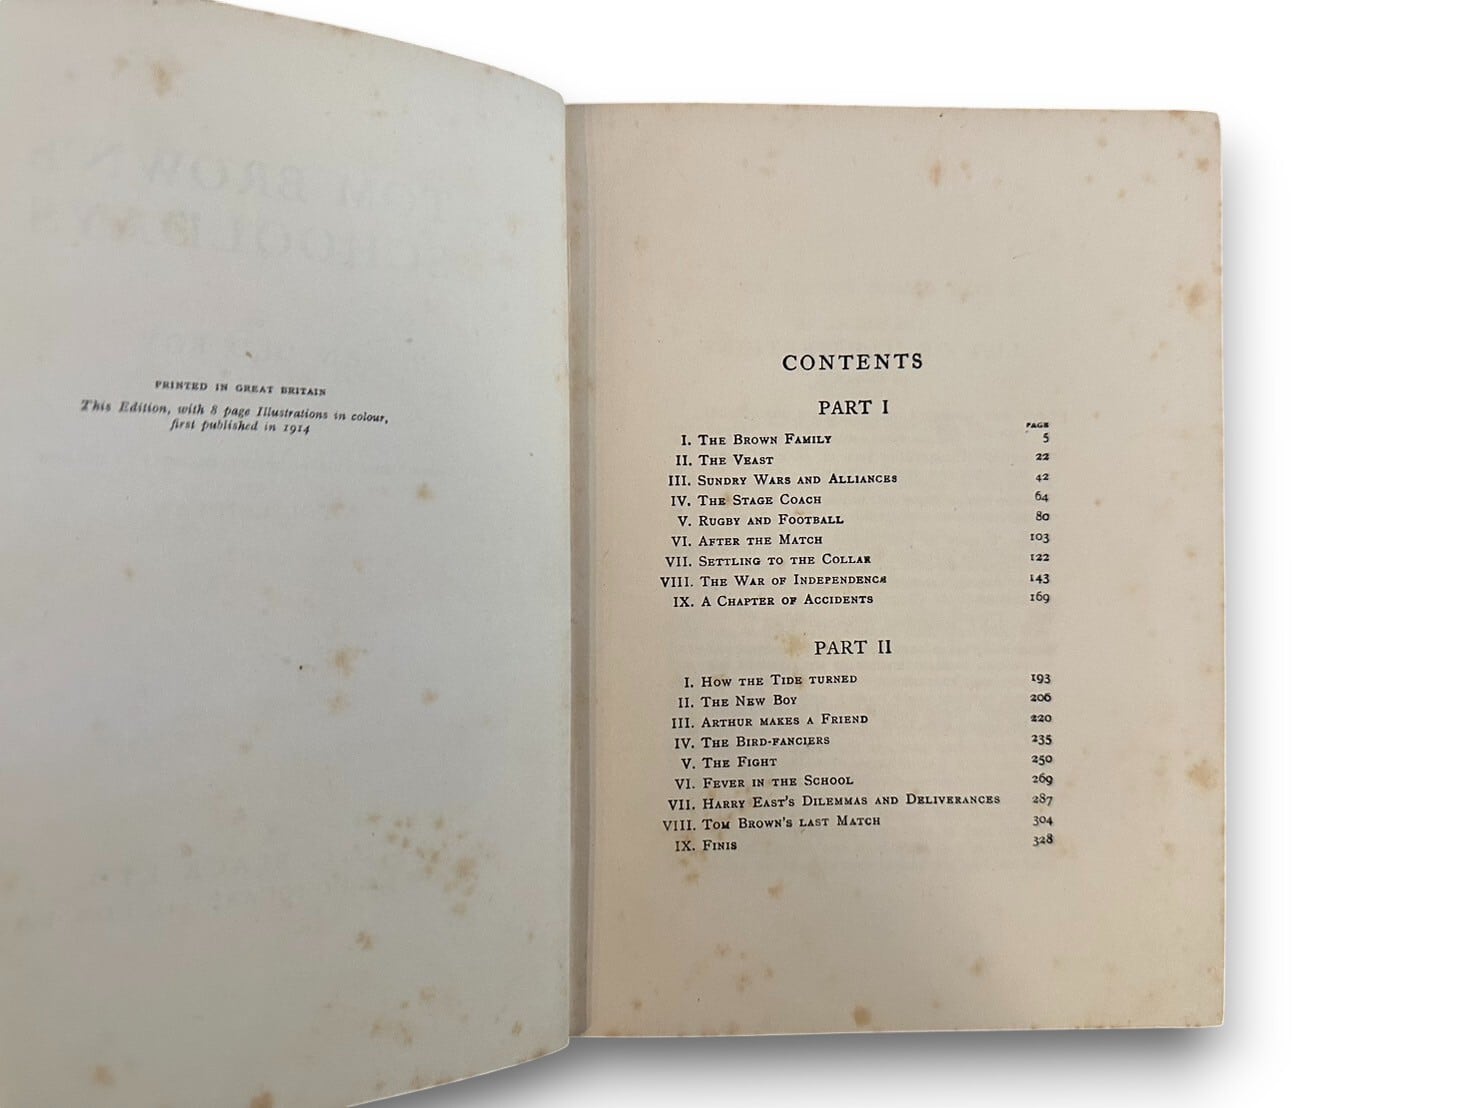 TOM BROWN'S
SCHOOLDAYS
PRINTED IN GREAT BRITAIN
This Edition, with 8 page Illustrations in colour,
first published in 1914
CONTENTS
PART I
PAGE
I. THE BROWN FAMILY 5
II. THE VEAST 22
III. SUNDRY WARS AND ALLIANCES 42
IV. THE STAGE COACH 64
V. RUGBY AND FOOTBALL 80
VI. AFTER THE MATCH 103
VII. SETTLING TO THE COLLAR 122
VIII. THE WAR OF INDEPENDENCE 143
IX. A CHAPTER OF ACCIDENTS 169
PART II
I. HOW THE TIDE TURNED 193
II. THE NEW BOY 206
III. ARTHUR MAKES A FRIEND 220
IV. THE BIRD-FANCIERS 235
V. THE FIGHT 250
VI. FEVER IN THE SCHOOL 269
VII. HARRY EAST'S DILEMMAS AND DELIVERANCES 287
VIII. TOM BROWN'S LAST MATCH 304
IX. FINIS 328